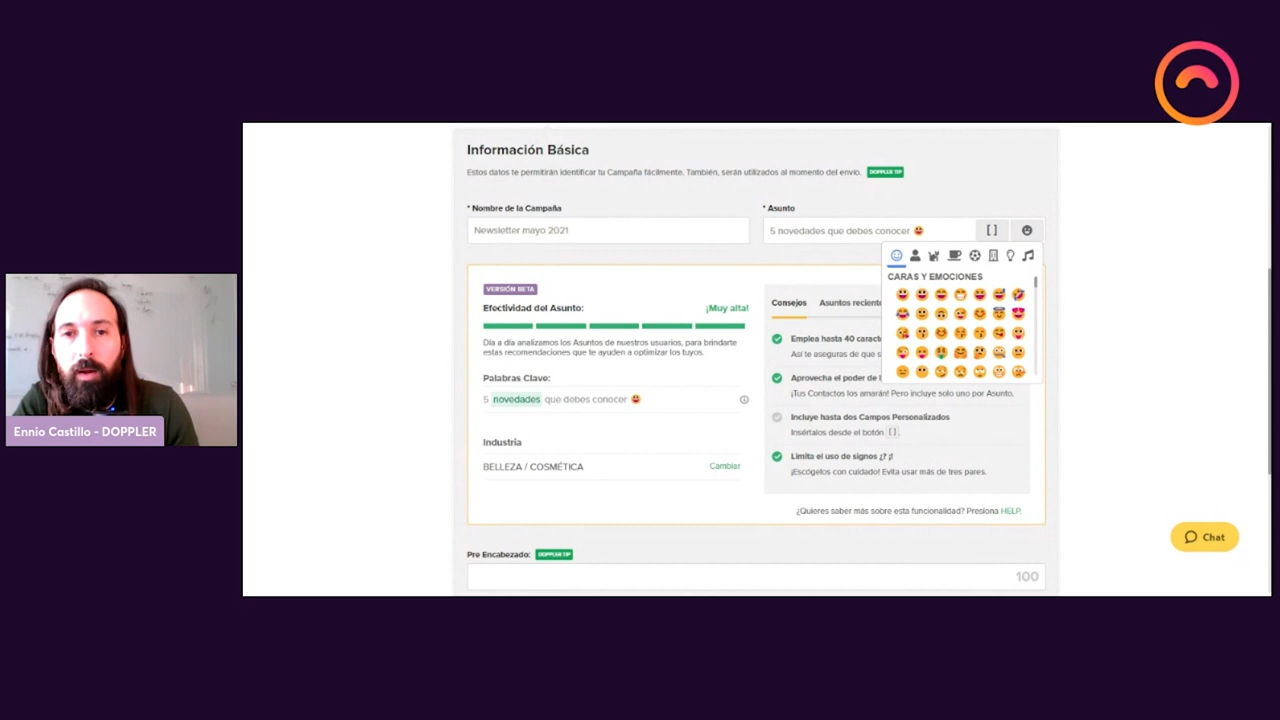 Información Básica
Estos datos te permitirán identificar tu Campaña fácilmente. También, serán utilizados al momento del envío. DOPPLER TIP
* Nombre de la Campaña
* Asunto
Newsletter mayo 2021
5 novedades que debes conocer 😃
[ ]
CARAS Y EMOCIONES
VERSIÓN BETA
Efectividad del Asunto: ¡Muy alta!
Día a día analizamos los Asuntos de nuestros usuarios, para brindarte
estas recomendaciones que te ayuden a optimizar los tuyos.
Palabras Clave:
5 novedades que debes conocer 😃
Industria
BELLEZA / COSMÉTICA Cambiar
Consejos Asuntos reciente
Emplea hasta 40 caract
Así te aseguras de que s
Aprovecha el poder de
¡Tus Contactos los amarán! Pero incluye solo uno por Asunto.
Incluye hasta dos Campos Personalizados
Insértalos desde el botón [ ].
Limita el uso de signos ¿? ¡!
¡Escógelos con cuidado! Evita usar más de tres pares.
¿Quieres saber más sobre esta funcionalidad? Presiona HELP.
Pre Encabezado: DOPPLER TIP
100
Chat
Ennio Castillo - DOPPLER